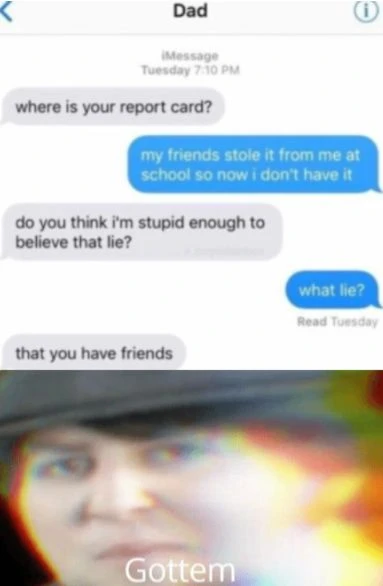 Dad
iMessage
Tuesday 7:10 PM
where is your report card?
my friends stole it from me at
school so now i don't have it
do you think i'm stupid enough to
believe that lie?
what lie?
Read Tuesday
that you have friends
Gottem